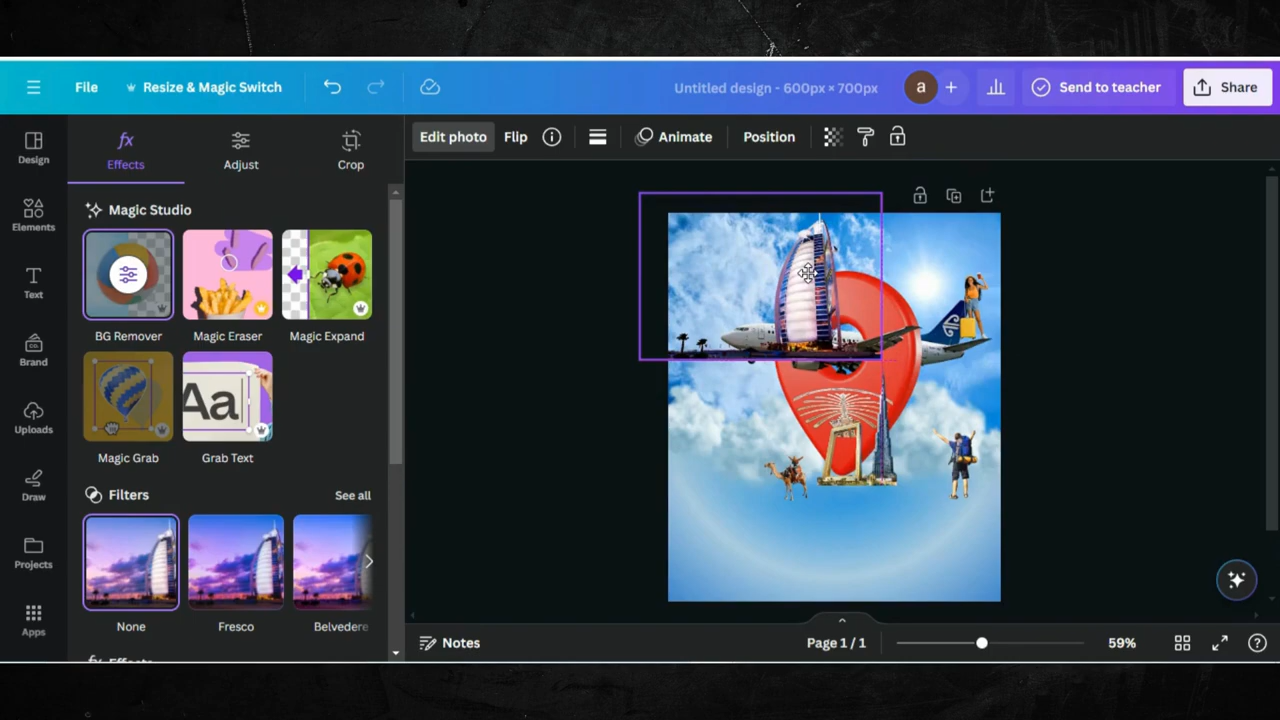 File
Resize & Magic Switch
Untitled design - 600px × 700px
a
Send to teacher
Share
Design
Elements
Text
Brand
Uploads
Draw
Projects
Apps
Effects
Adjust
Crop
Edit photo
Flip
Animate
Position
Magic Studio
BG Remover
Magic Eraser
Magic Expand
Aa
Magic Grab
Grab Text
Filters
See all
None
Fresco
Belvedere
Notes
Page 1 / 1
59%